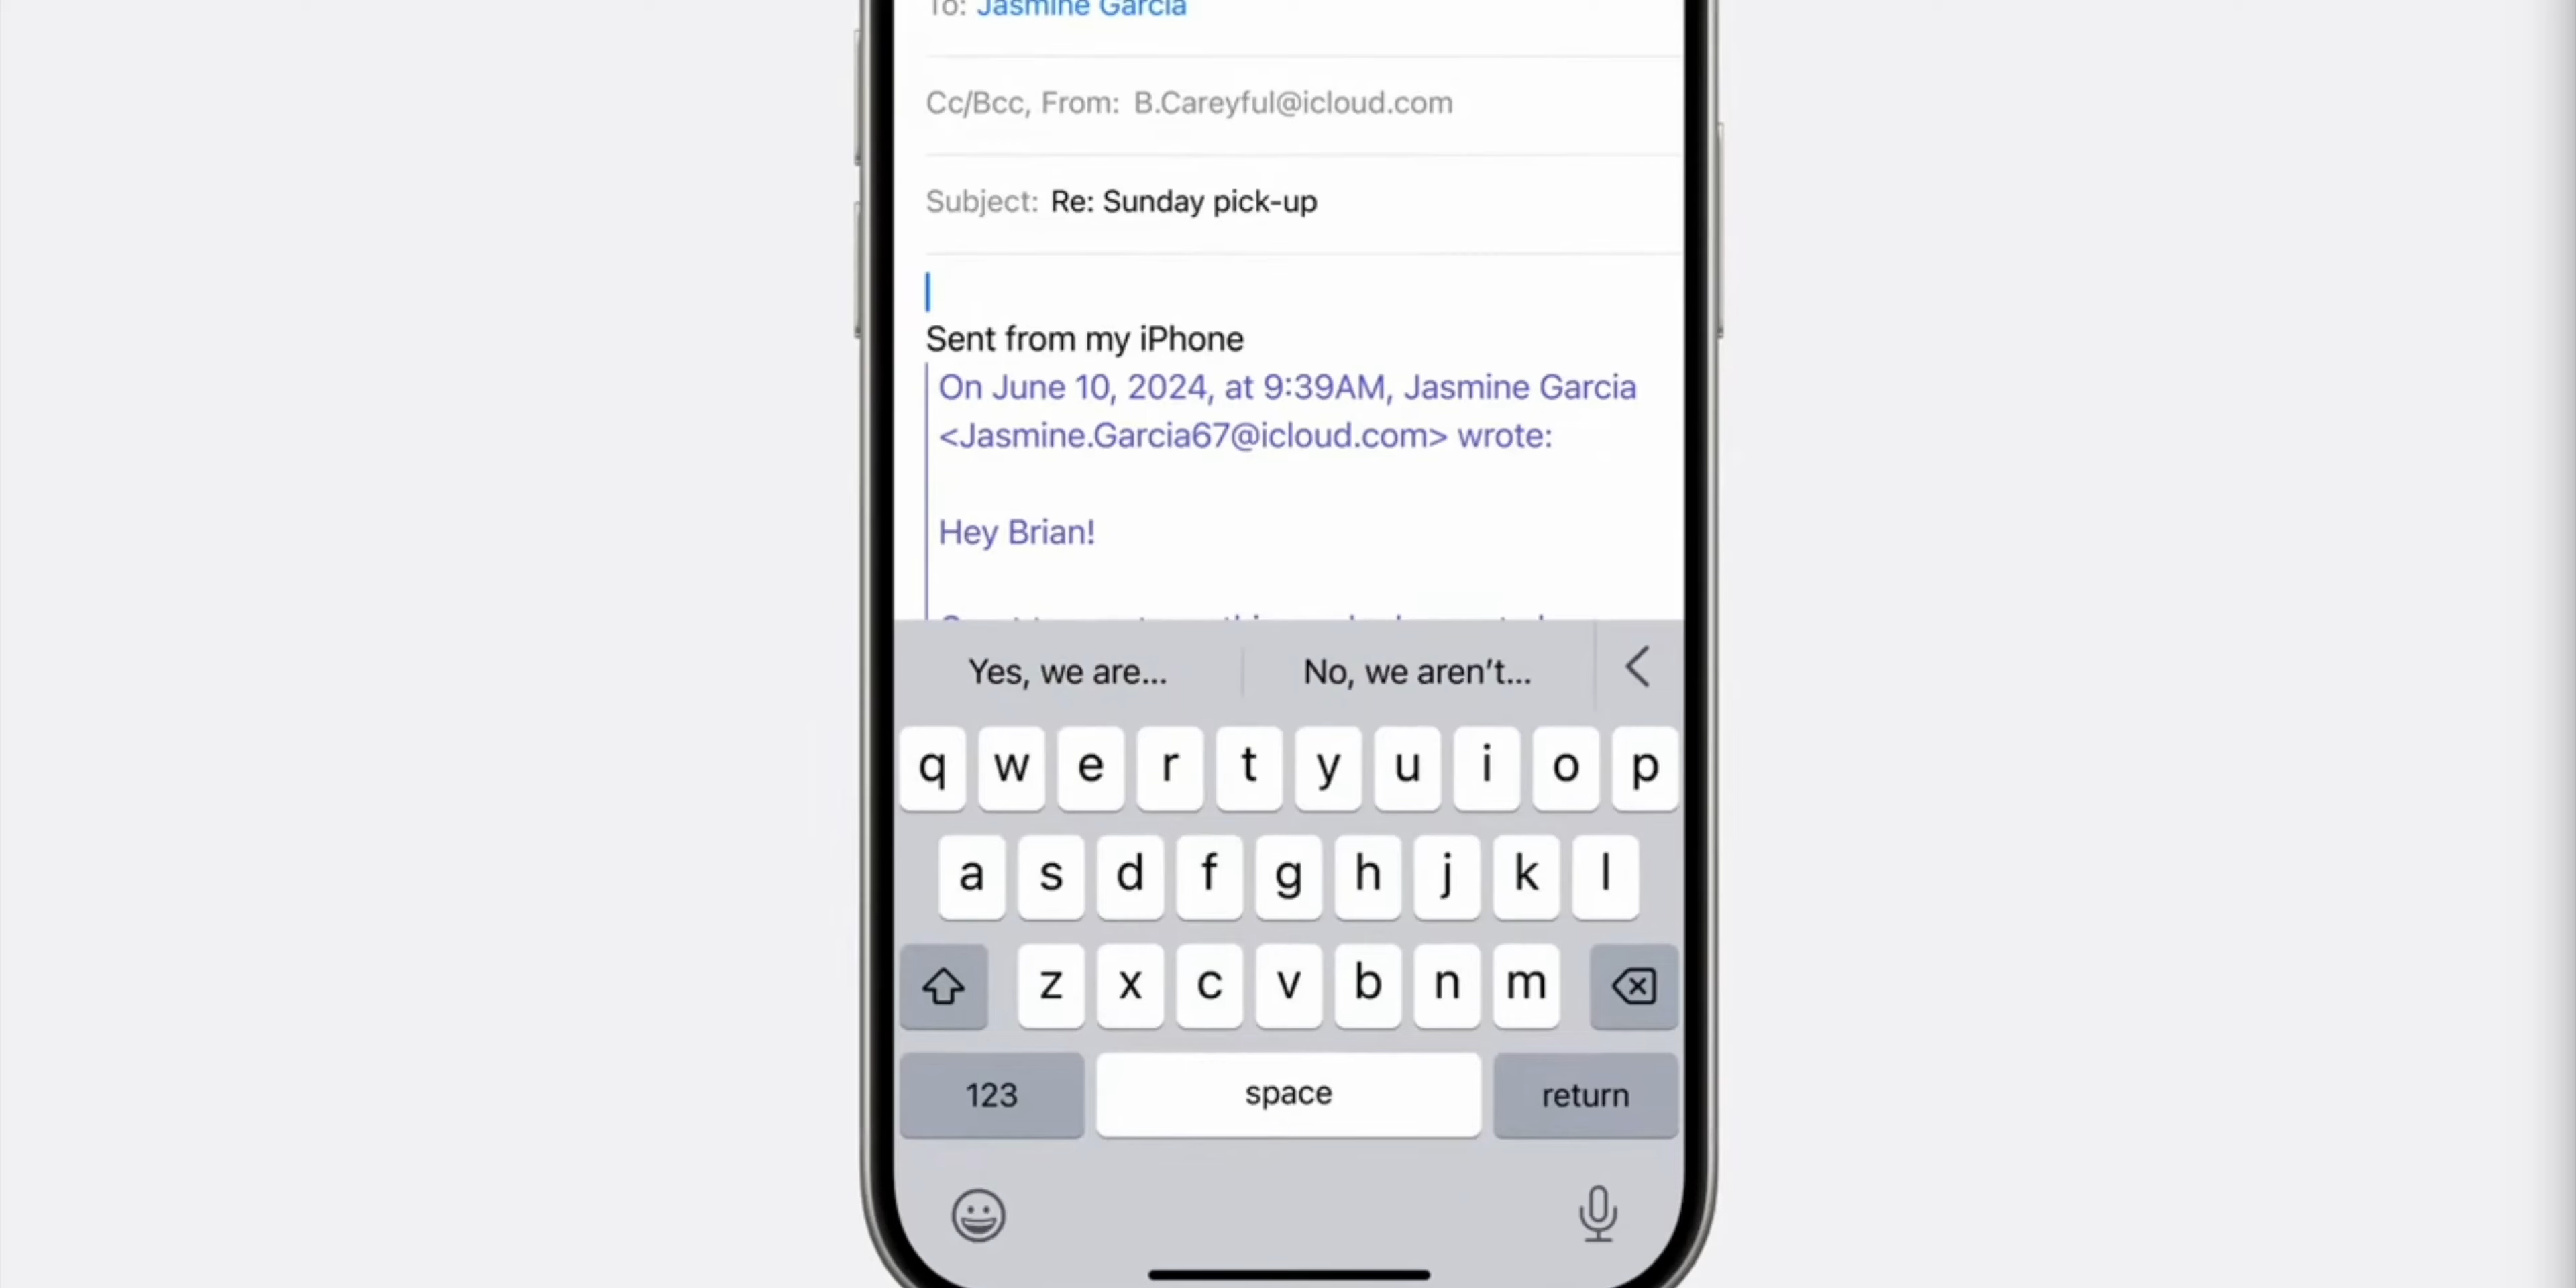 To: Jasmine Garcia
Cc/Bcc, From: B.Careyful@icloud.com
Subject: Re: Sunday pick-up
Sent from my iPhone
On June 10, 2024, at 9:39AM, Jasmine Garcia
<Jasmine.Garcia67@icloud.com> wrote:
Hey Brian!
Yes, we are... No, we aren’t...
q w e r t y u i o p
a s d f g h j k l
z x c v b n m
123 space return